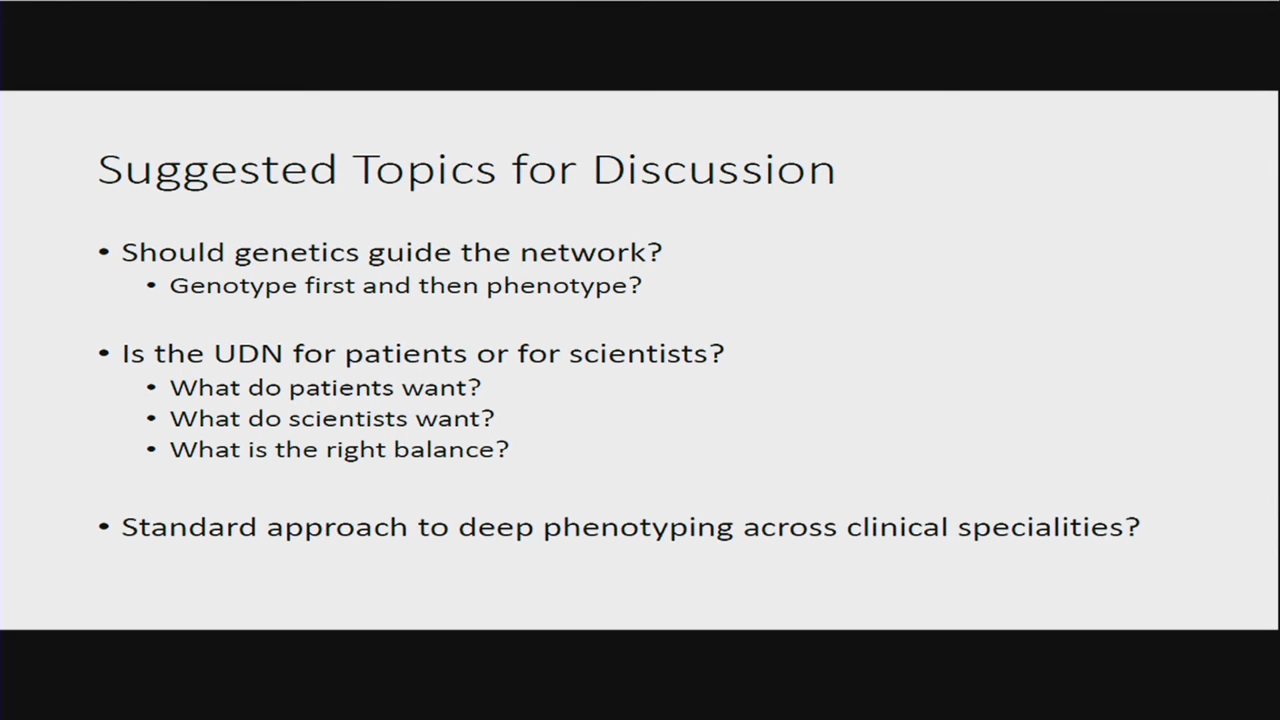 Suggested Topics for Discussion
• Should genetics guide the network?
• Genotype first and then phenotype?
• Is the UDN for patients or for scientists?
• What do patients want?
• What do scientists want?
• What is the right balance?
• Standard approach to deep phenotyping across clinical specialities?